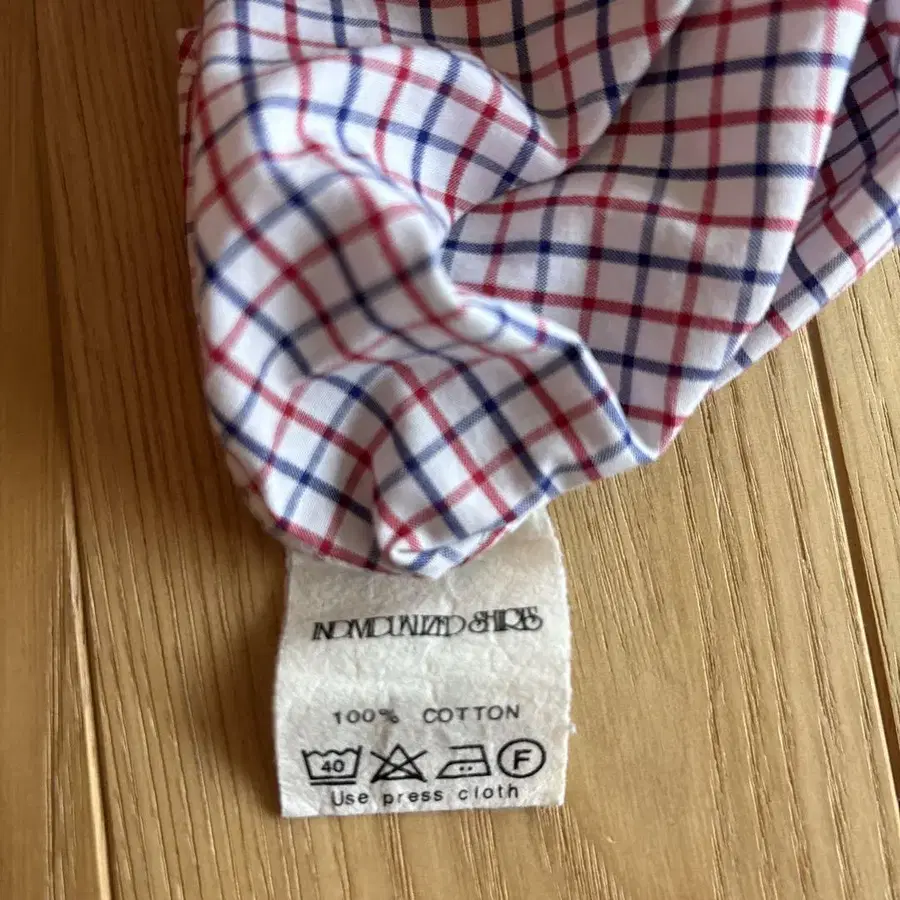 INDIVIDUALIZED SHIRTS
100% COTTON
40 F
Use press cloth